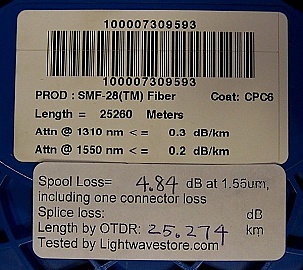 100007309593
100007309593
PROD : SMF-28(TM) Fiber Coat: CPC6
Length = 25260 Meters
Attn @ 1310 nm < = 0.3 dB/km
Attn @ 1550 nm < = 0.2 dB/km
Spool Loss= 4.84 dB at 1.55um,
including one connector loss
Splice loss: dB
Length by OTDR: 25.274 km
Tested by Lightwavestore.com